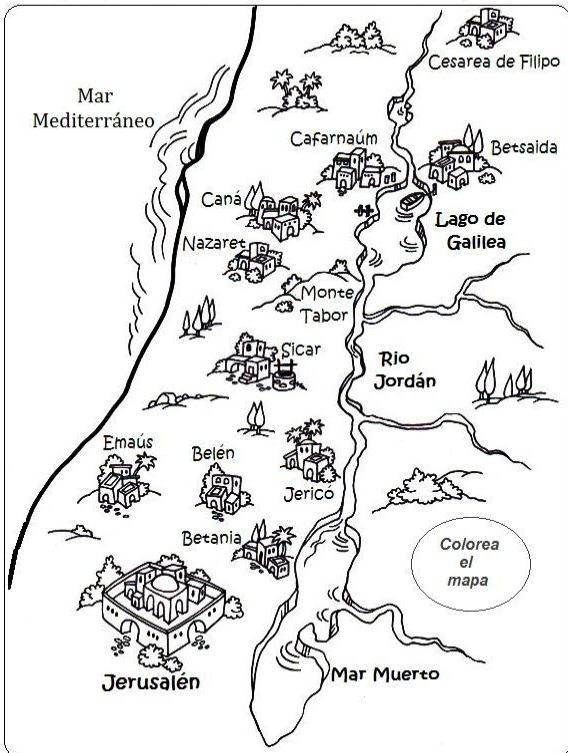 Cesarea de Filipo
Mar
Mediterráneo
Cafarnaúm
Betsaida
Caná
Lago de
Galilea
Nazaret
Monte
Tabor
Sicar
Rio
Jordán
Emaús
Belén
Jericó
Betania
Colorea
el
mapa
Jerusalén
Mar Muerto